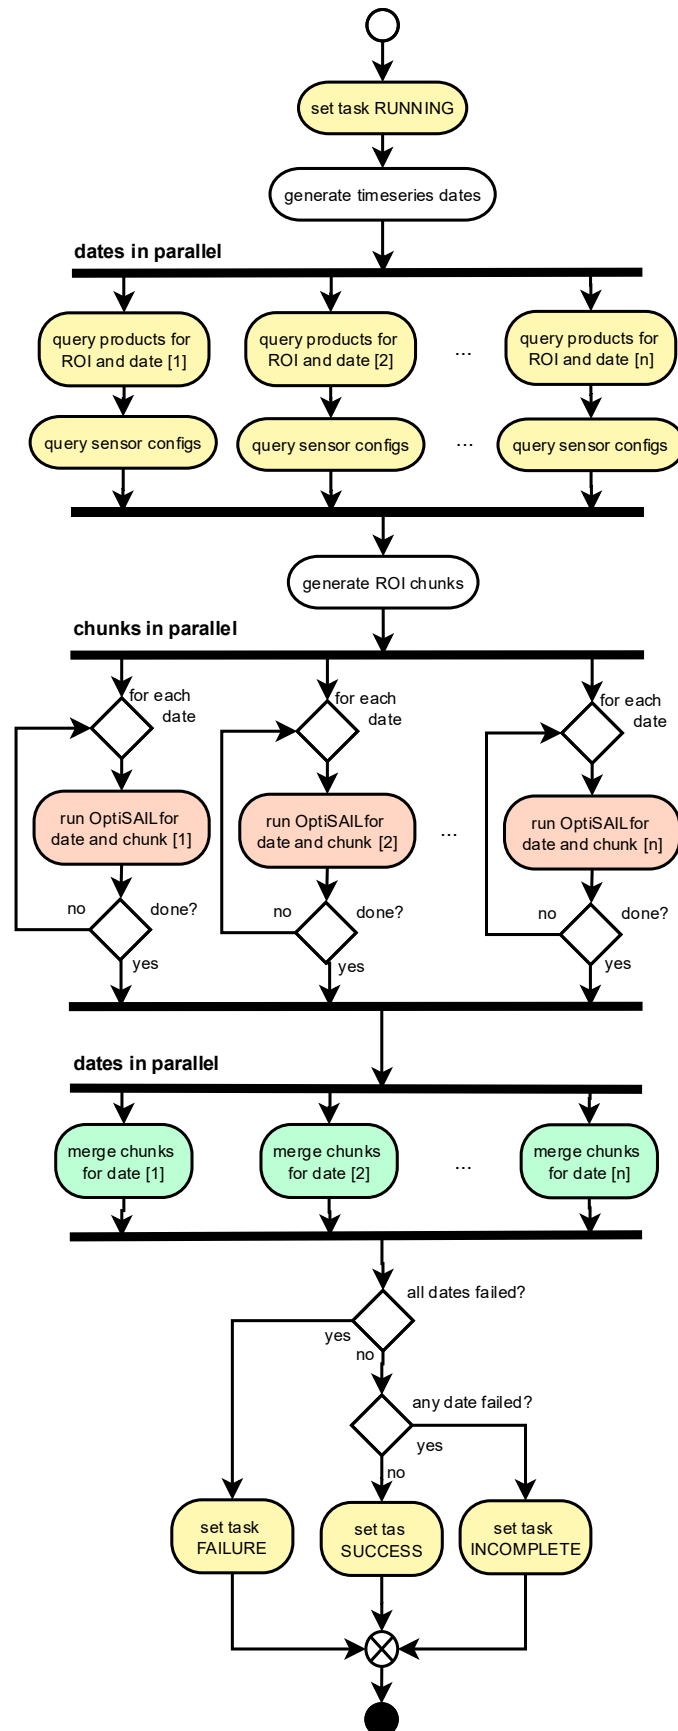 set task RUNNING
generate timeseries dates
dates in parallel
query products for
ROI and date [1]
query products for
ROI and date [2]
...
query products for
ROI and date [n]
query sensor configs
query sensor configs
...
query sensor configs
generate ROI chunks
chunks in parallel
for each
date
for each
date
for each
date
run OptiSAILfor
date and chunk [1]
run OptiSAILfor
date and chunk [2]
...
run OptiSAILfor
date and chunk [n]
no
done?
yes
no
done?
yes
no
done?
yes
dates in parallel
merge chunks
for date [1]
merge chunks
for date [2]
...
merge chunks
for date [n]
all dates failed?
yes
no
any date failed?
yes
no
set task
FAILURE
set tas
SUCCESS
set task
INCOMPLETE